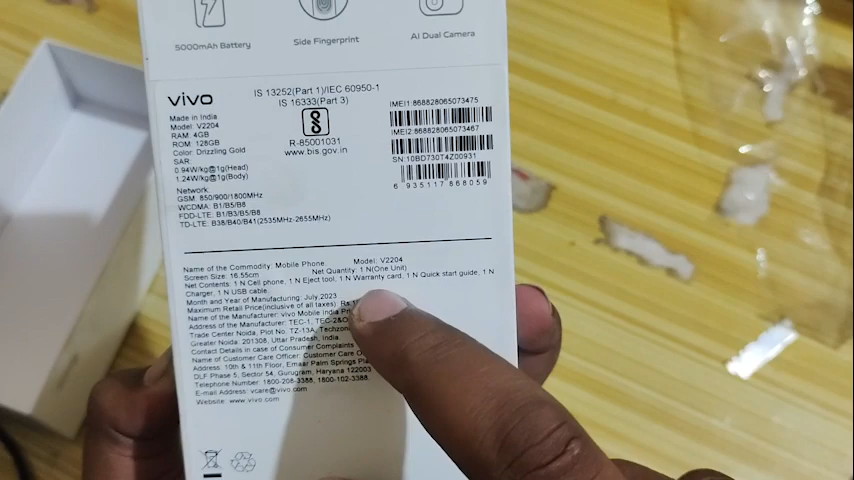 5000mAh Battery
Side Fingerprint
AI Dual Camera
vivo
IS 13252(Part 1)/IEC 60950-1
IS 16333(Part 3)
R-85001031
www.bis.gov.in
Made in India
Model: V2204
RAM: 4GB
ROM: 128GB
Color: Drizzling Gold
SAR:
0.94W/kg@1g(Head)
1.24W/kg@1g(Body)
Network:
GSM: 850/900/1800MHz
WCDMA: B1/B5/B8
FDD-LTE: B1/B3/B5/B8
TD-LTE: B38/B40/B41(2535MHz-2655MHz)
IMEI1:868828065073475
IMEI2:868828065073467
SN:10BD730T4Z00931
6 935117 868059
Name of the Commodity: Mobile Phone. Model: V2204
Screen Size: 16.55cm Net Quantity: 1 N(One Unit)
Net Contents: 1 N Cell phone, 1 N Eject tool, 1 N Warranty card, 1 N Quick start guide, 1 N
Charger, 1 N USB cable.
Month and Year of Manufacturing: July,2023
Maximum Retail Price(inclusive of all taxes): Rs
Name of the Manufacturer: vivo Mobile India
Address of the Manufacturer: TEC-1, TEC-2&
Trade Center Noida, Plot No. TZ-13A, Techzon
Greater Noida: 201308, Uttar Pradesh, India
Contact Details in case of Consumer Complaints
Name of Customer Care Officer: Customer Care
Address: 10th & 11th Floor, Emaar Palm Springs
DLF Phase 5, Sector 54, Gurugram, Haryana 122003
Telephone Number: 1800-208-3388, 1800-102-3388,
E-mail Address: vcare@vivo.com
Website: www.vivo.com